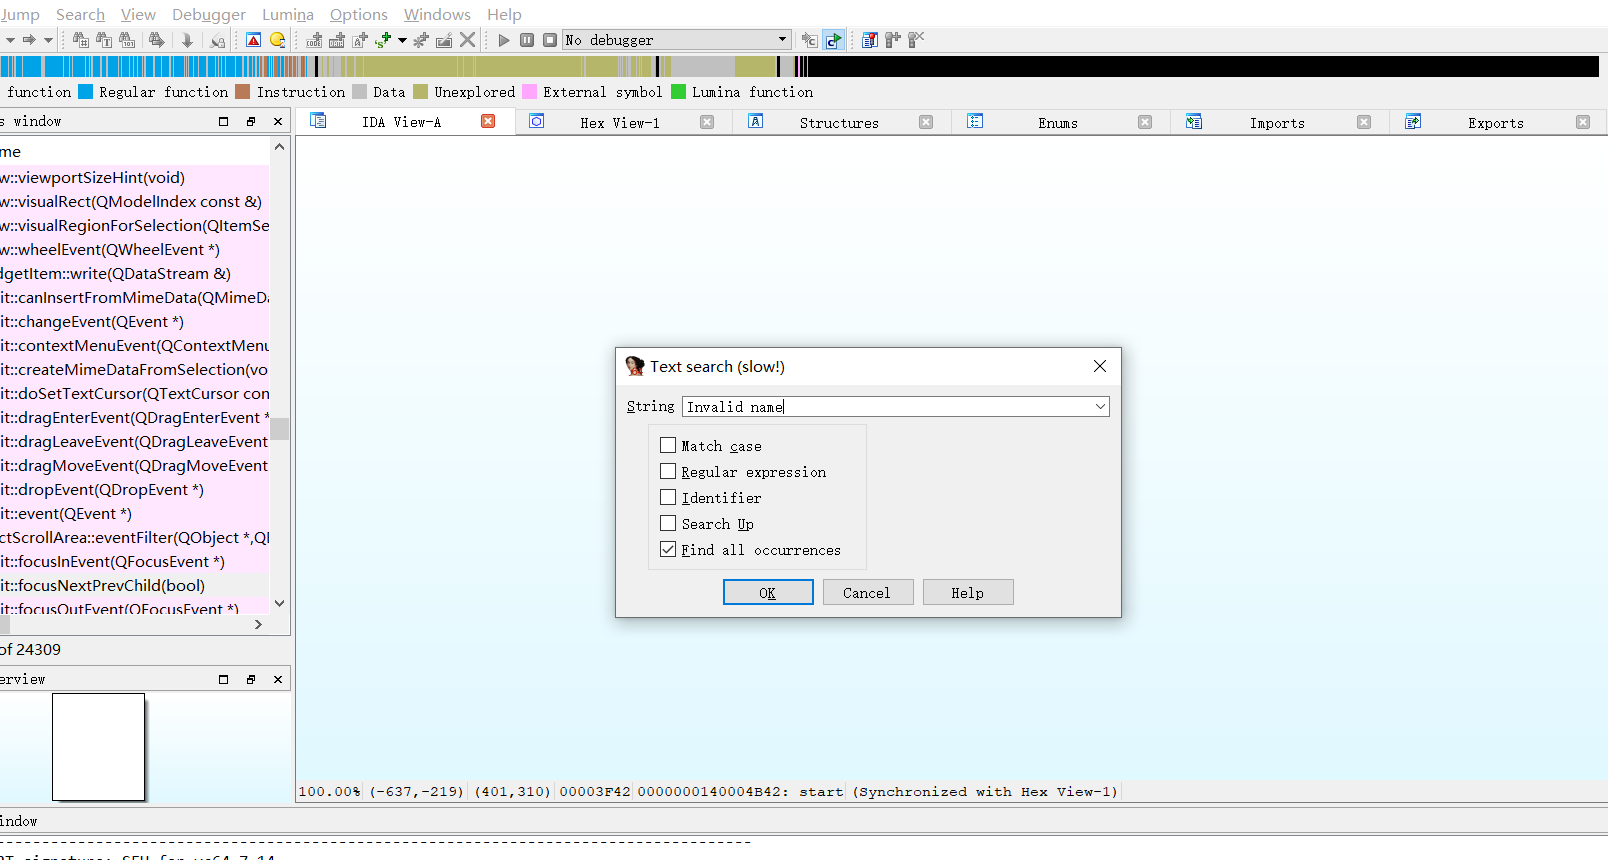 Jump Search View Debugger Lumina Options Windows Help
No debugger
function Regular function Instruction Data Unexplored External symbol Lumina function
s window
IDA View-A Hex View-1 Structures Enums Imports Exports
me
w::viewportSizeHint(void)
w::visualRect(QModelIndex const &)
w::visualRegionForSelection(QItemSe
w::wheelEvent(QWheelEvent *)
dgetItem::write(QDataStream &)
it::canInsertFromMimeData(QMimeDa
it::changeEvent(QEvent *)
it::contextMenuEvent(QContextMenu
it::createMimeDataFromSelection(vo
it::doSetTextCursor(QTextCursor con
it::dragEnterEvent(QDragEnterEvent *
it::dragLeaveEvent(QDragLeaveEvent
it::dragMoveEvent(QDragMoveEvent
it::dropEvent(QDropEvent *)
it::event(QEvent *)
ctScrollArea::eventFilter(QObject *,QE
it::focusInEvent(QFocusEvent *)
it::focusNextPrevChild(bool)
it::focusOutEvent(QFocusEvent *)
of 24309
erview
Text search (slow!)
String Invalid name
Match case
Regular expression
Identifier
Search Up
Find all occurrences
OK Cancel Help
100.00% (-637,-219) (401,310) 00003F42 0000000140004B42: start (Synchronized with Hex View-1)
indow